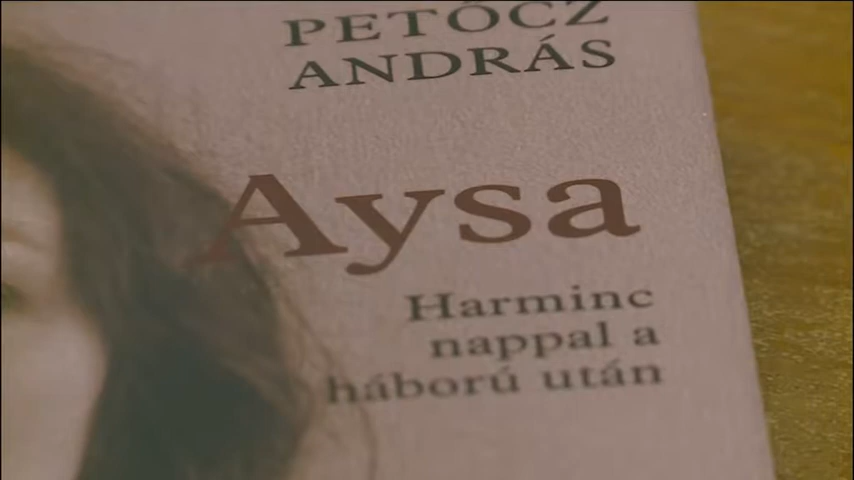 PETŐCZ
ANDRÁS
Aysa
Harminc
nappal a
háború után